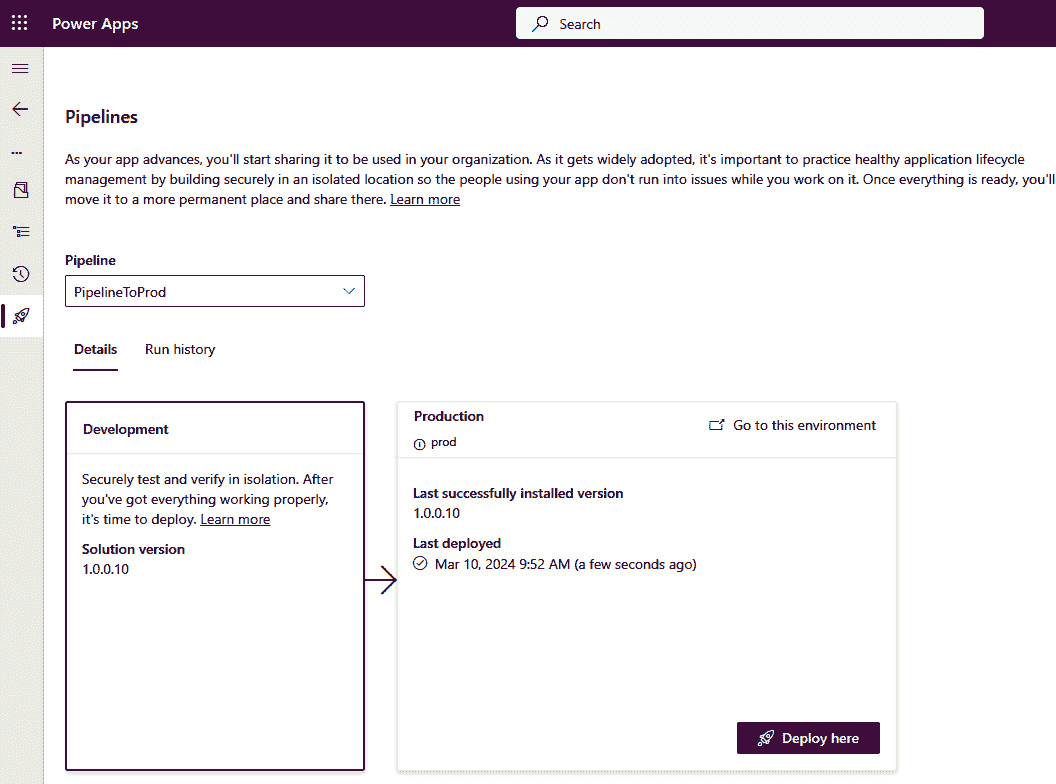 Power Apps
Search
Pipelines
As your app advances, you'll start sharing it to be used in your organization. As it gets widely adopted, it's important to practice healthy application lifecycle
management by building securely in an isolated location so the people using your app don't run into issues while you work on it. Once everything is ready, you'll
move it to a more permanent place and share there. Learn more
Pipeline
PipelineToProd
Details
Run history
Development
Securely test and verify in isolation. After
you've got everything working properly,
it's time to deploy. Learn more
Solution version
1.0.0.10
Production
prod
Go to this environment
Last successfully installed version
1.0.0.10
Last deployed
Mar 10, 2024 9:52 AM (a few seconds ago)
Deploy here